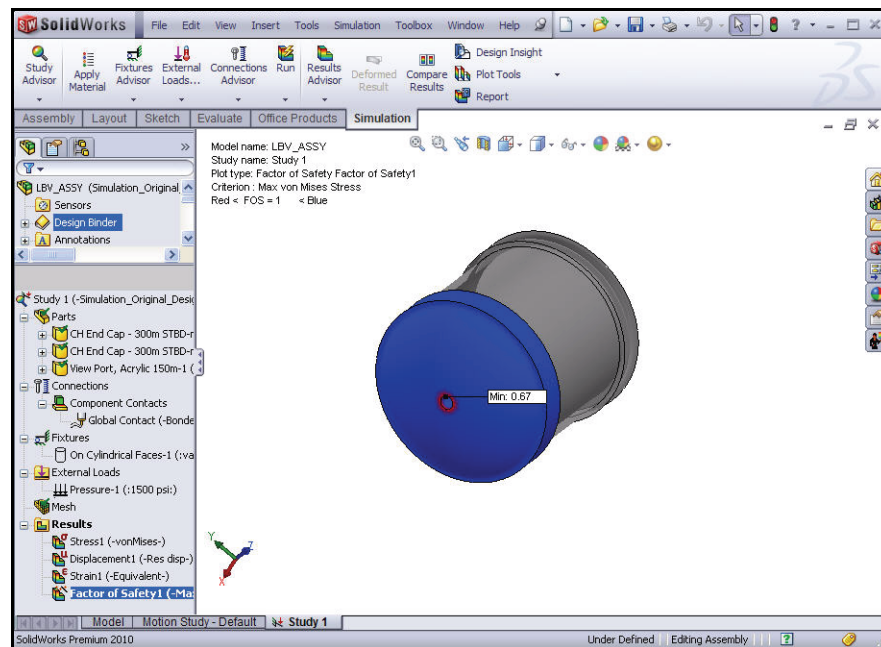 SolidWorks File Edit View Insert Tools Simulation Toolbox Window Help
Study Advisor
Apply Material
Fixtures Advisor
External Loads...
Connections Advisor
Run
Results Advisor
Deformed Result
Compare Results
Design Insight
Plot Tools
Report
Assembly Layout Sketch Evaluate Office Products Simulation
Model name: LBV_ASSY
Study name: Study 1
Plot type: Factor of Safety Factor of Safety1
Criterion : Max von Mises Stress
Red < FOS = 1 < Blue
LBV_ASSY (Simulation_Original_
Sensors
Design Binder
Annotations
Study 1 (-Simulation_Original_Desi
Parts
CH End Cap - 300m STBD-r
CH End Cap - 300m STBD-r
View Port, Acrylic 150m-1 (
Connections
Component Contacts
Global Contact (-Bonde
Fixtures
On Cylindrical Faces-1 (:va
External Loads
Pressure-1 (:1500 psi:)
Mesh
Results
Stress1 (-vonMises-)
Displacement1 (-Res disp-)
Strain1 (-Equivalent-)
Factor of Safety1 (-Ma
Min: 0.67
Y
Z
X
Model Motion Study - Default Study 1
SolidWorks Premium 2010 Under Defined Editing Assembly